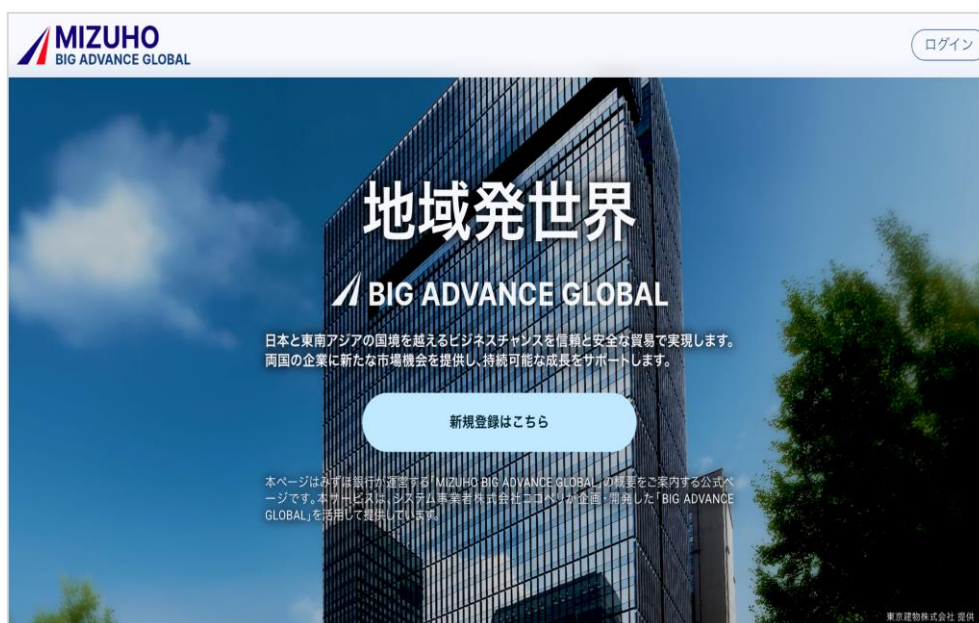 MIZUHO
BIG ADVANCE GLOBAL
ログイン
地域発世界
BIG ADVANCE GLOBAL
日本と東南アジアの国境を越えるビジネスチャンスを信頼と安全な貿易で実現します。
両国の企業に新たな市場機会を提供し、持続可能な成長をサポートします。
新規登録はこちら
本ページはみずほ銀行が運営する「MIZUHO BIG ADVANCE GLOBAL」の概要をご案内する公式ペ
ージです。本サービスは、システム事業者株式会社ココペリが企画・開発した「BIG ADVANCE
GLOBAL」を活用して提供しています。
東京建物株式会社 提供